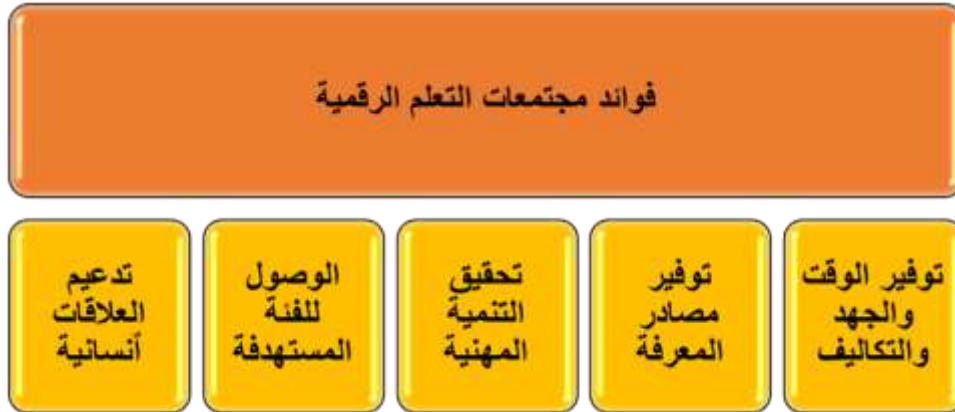 فوائد مجتمعات التعلم الرقمية
توفير الوقت
والجهد
والتكاليف
توفير
مصادر
المعرفة
تحقيق
التنمية
المهنية
الوصول
للفئة
المستهدفة
تدعيم
العلاقات
أنسانية